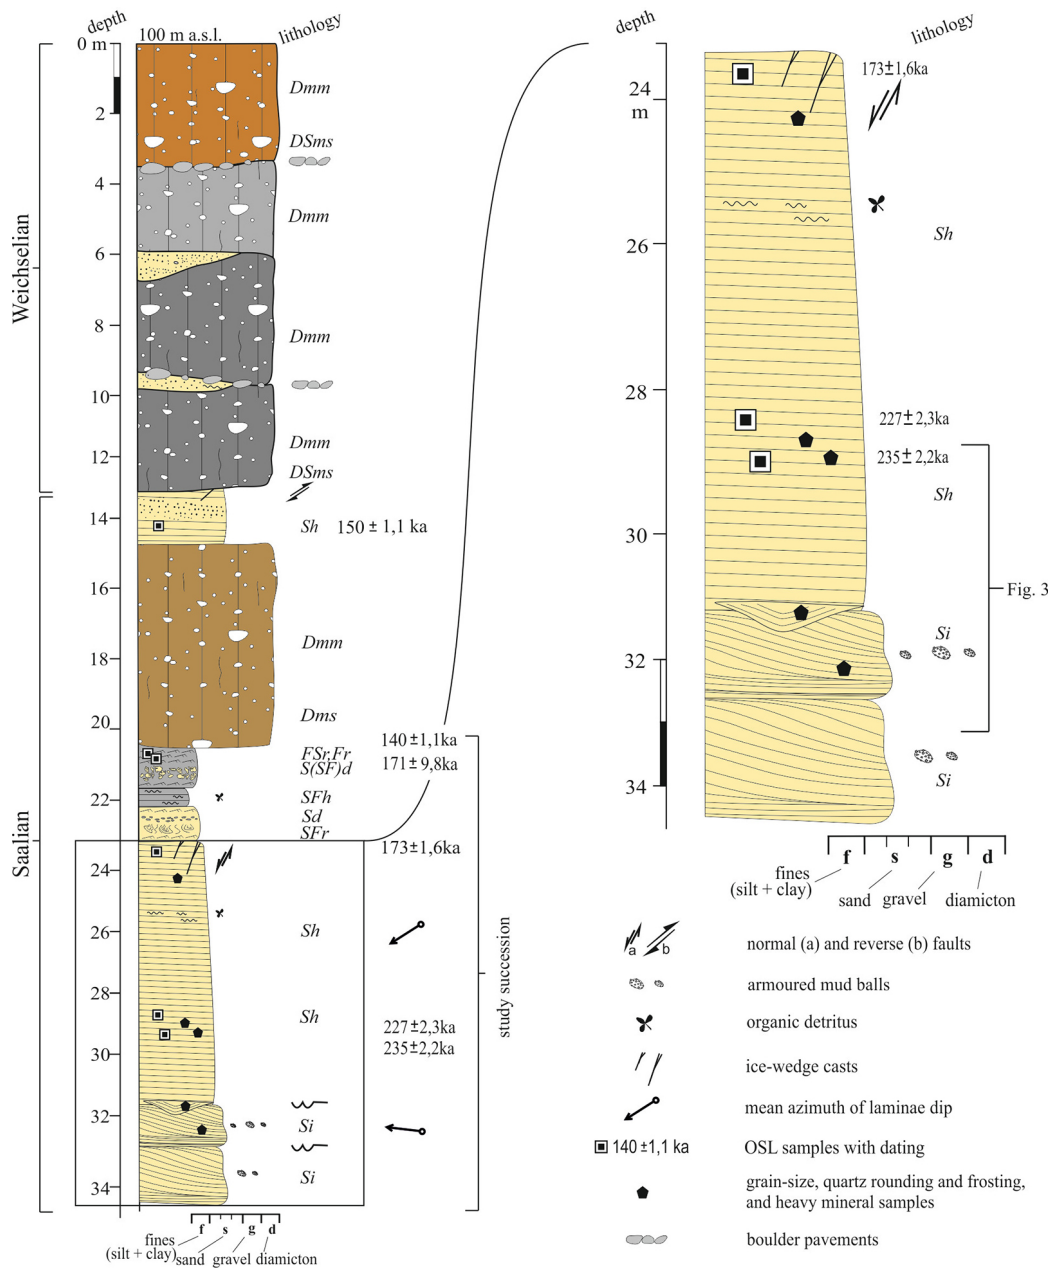 depth
100 m a.s.l.
lithology
0 m
2
4
6
8
10
12
14
16
18
20
22
24
26
28
30
32
34
Weichselian
Saalian
Dmm
DSms
Dmm
Dmm
Dmm
DSms
Sh 150 ± 1,1 ka
Dmm
Dms
FSr,Fr
S(SF)d
SFh
Sd
SFr
Sh
Sh
Si
Si
140 ±1,1ka
171± 9,8ka
173±1,6ka
227±2,3ka
235±2,2ka
study succession
f s g d
fines
(silt + clay)
sand gravel diamicton
depth
lithology
24
m
26
28
30
32
34
173±1,6ka
Sh
227± 2,3ka
235± 2,2ka
Sh
Si
Si
Fig. 3
f s g d
fines
(silt + clay)
sand gravel diamicton
a b normal (a) and reverse (b) faults
armoured mud balls
organic detritus
ice-wedge casts
mean azimuth of laminae dip
140 ±1,1 ka OSL samples with dating
grain-size, quartz rounding and frosting,
and heavy mineral samples
boulder pavements